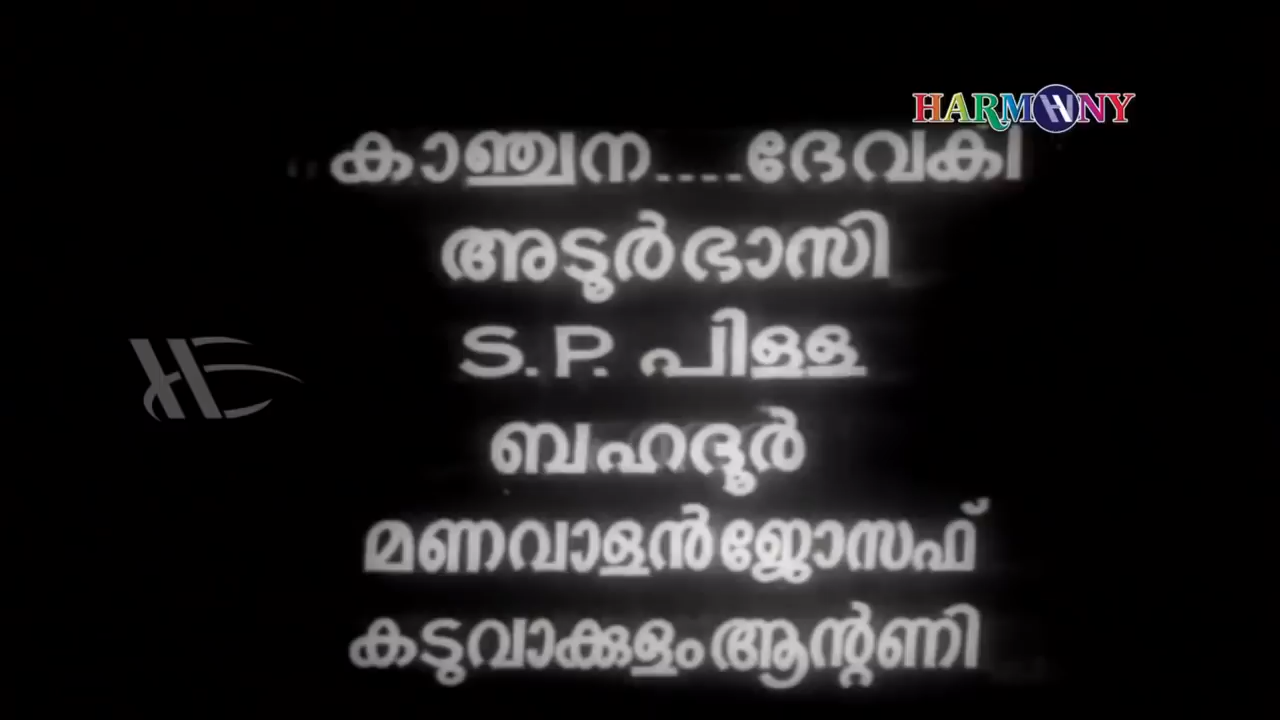 HARMONY
കാഞ്ചന....ദേവകി
അടൂർഭാസി
S.P. പിള്ള
ബഹദൂർ
മണവാളൻജോസഫ്
കടുവാക്കുളംആന്റണി